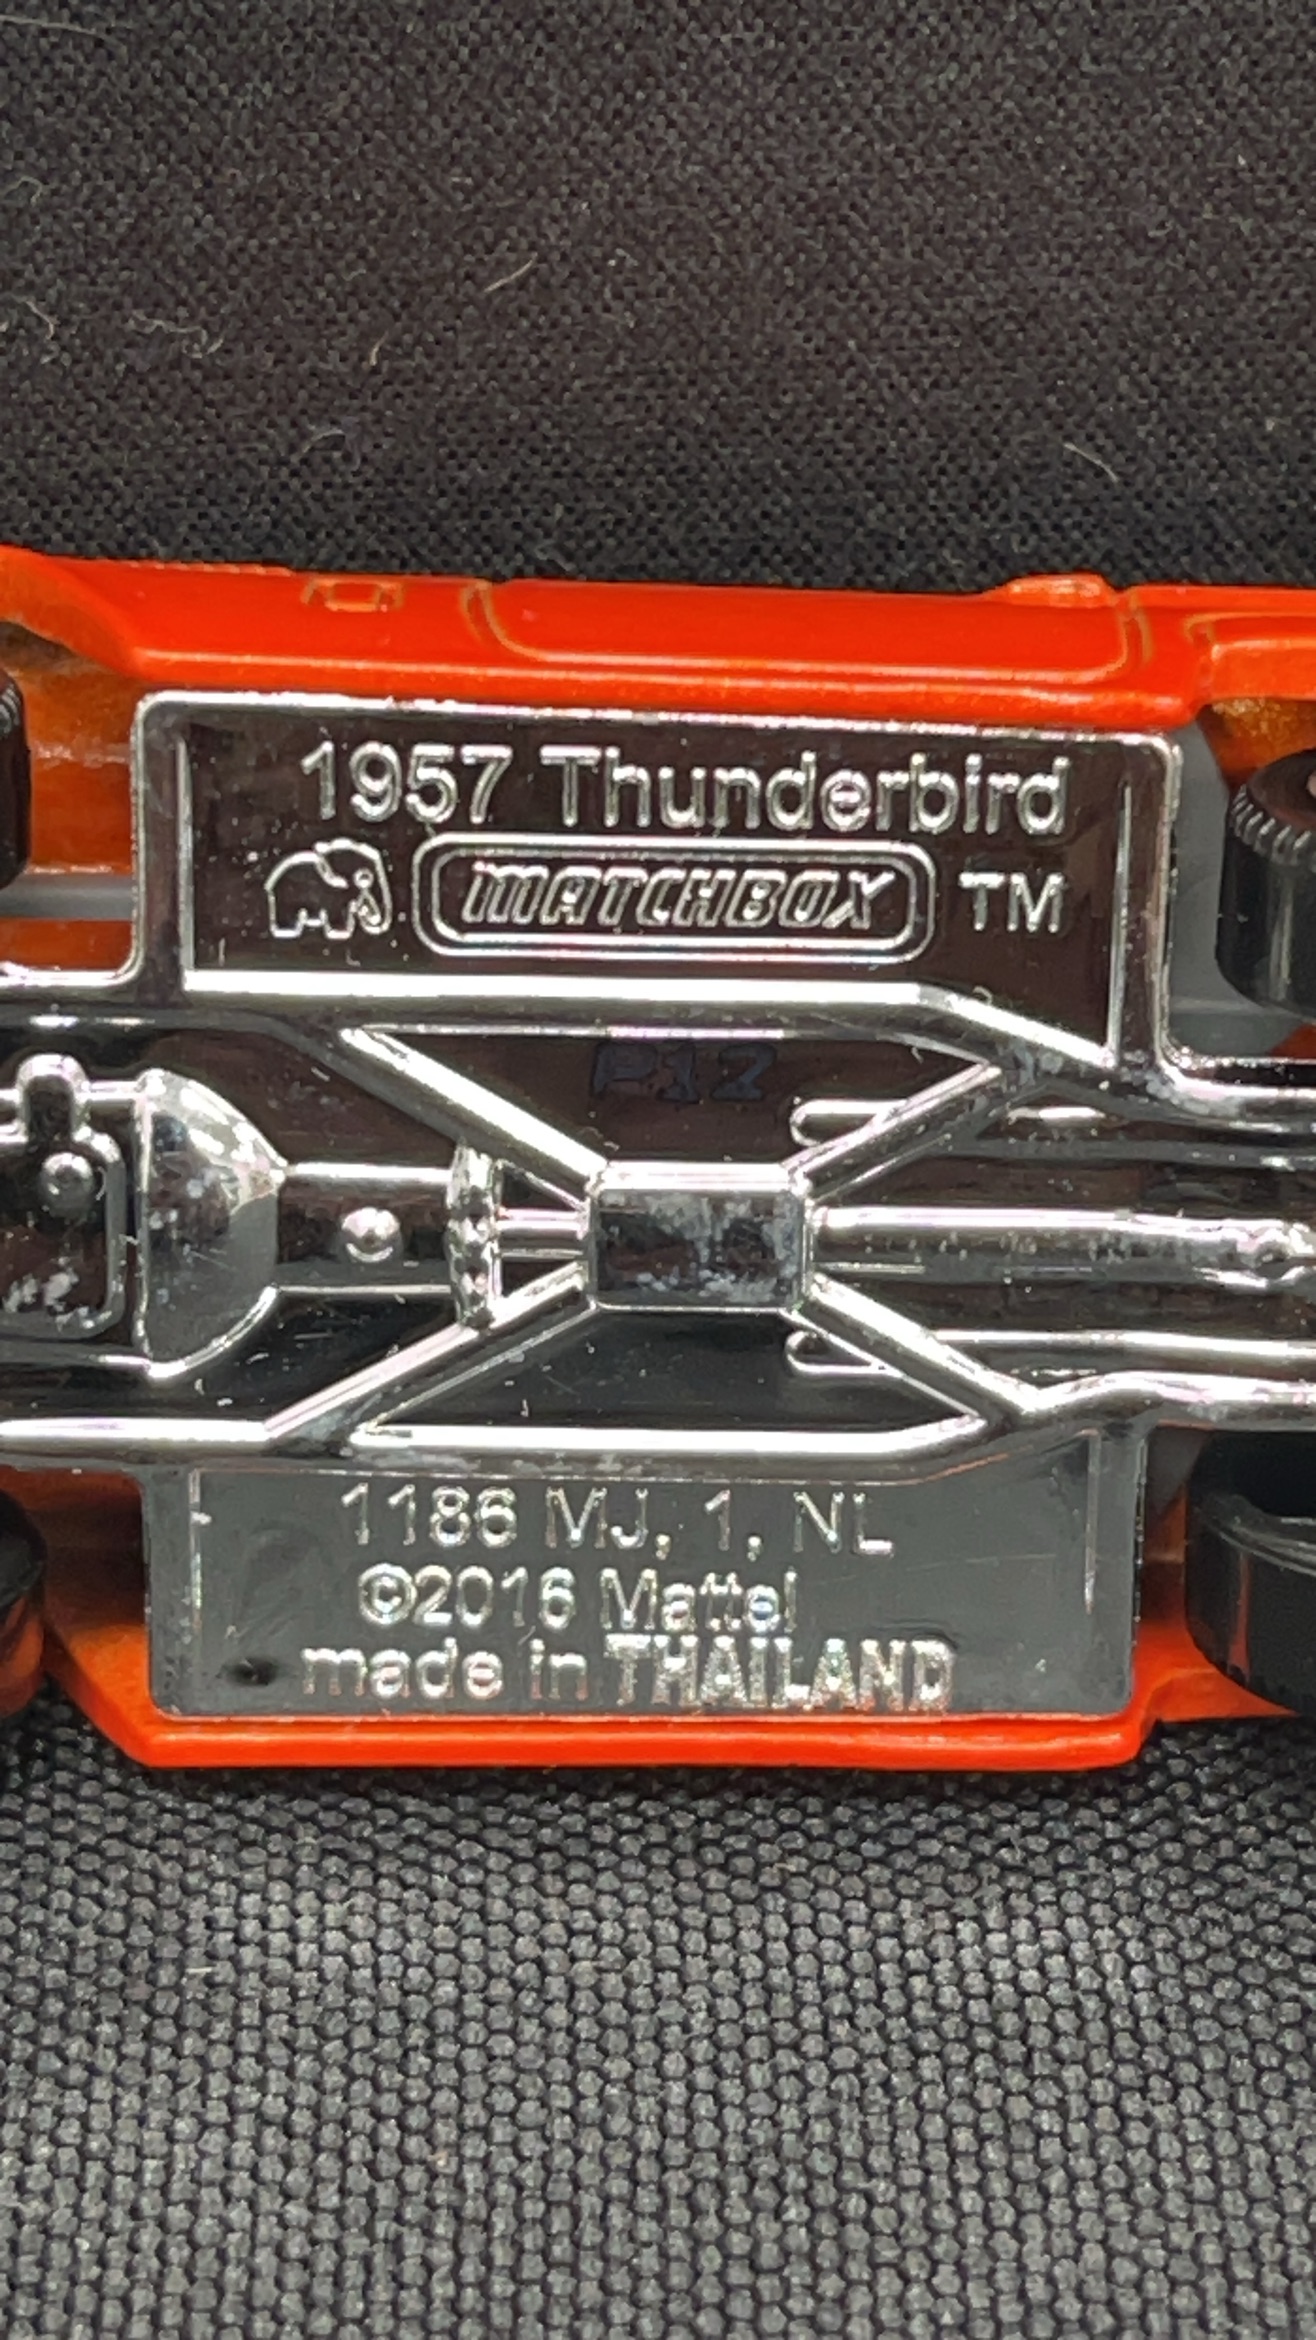 1957 Thunderbird
MATCHBOX TM
P12
1186 MJ, 1, NL
©2016 Mattel
made in THAILAND